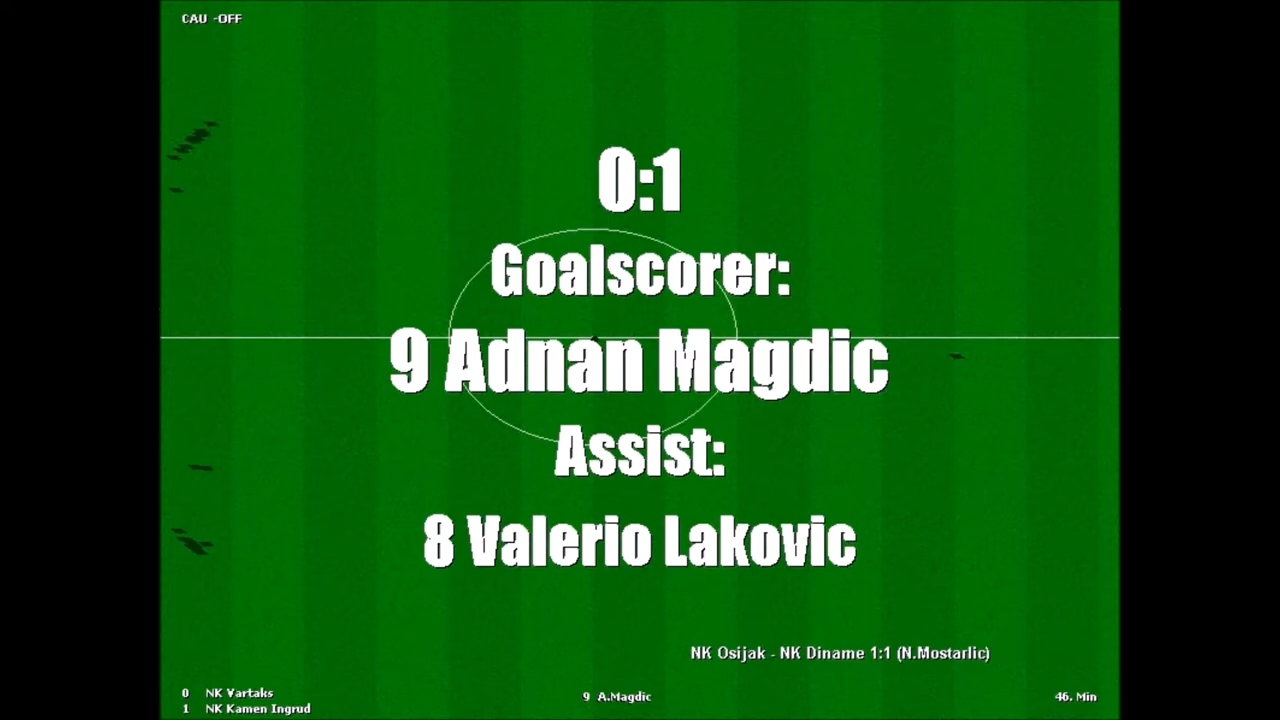 CAU -OFF
0:1
Goalscorer:
9 Adnan Magdic
Assist:
8 Valerio Lakovic
NK Osijak - NK Diname 1:1 (N.Mostarlic)
0 NK Vartaks
1 NK Kamen Ingrud
9 A.Magdic
46. Min